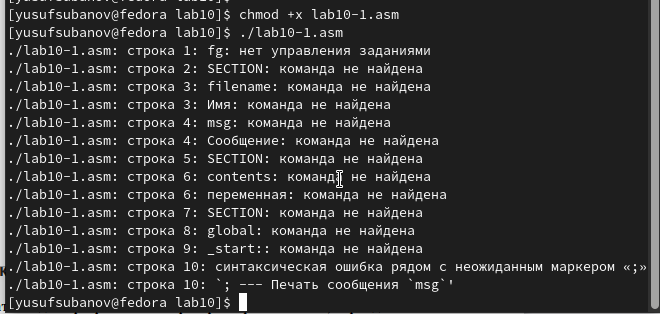 [yusufsubanov@fedora lab10]$ chmod +x lab10-1.asm
[yusufsubanov@fedora lab10]$ ./lab10-1.asm
./lab10-1.asm: строка 1: fg: нет управления заданиями
./lab10-1.asm: строка 2: SECTION: команда не найдена
./lab10-1.asm: строка 3: filename: команда не найдена
./lab10-1.asm: строка 3: Имя: команда не найдена
./lab10-1.asm: строка 4: msg: команда не найдена
./lab10-1.asm: строка 4: Сообщение: команда не найдена
./lab10-1.asm: строка 5: SECTION: команда не найдена
./lab10-1.asm: строка 6: contents: команда не найдена
./lab10-1.asm: строка 6: переменная: команда не найдена
./lab10-1.asm: строка 7: SECTION: команда не найдена
./lab10-1.asm: строка 8: global: команда не найдена
./lab10-1.asm: строка 9: _start:: команда не найдена
./lab10-1.asm: строка 10: синтаксическая ошибка рядом с неожиданным маркером «;»
./lab10-1.asm: строка 10: `; --- Печать сообщения `msg`'
[yusufsubanov@fedora lab10]$